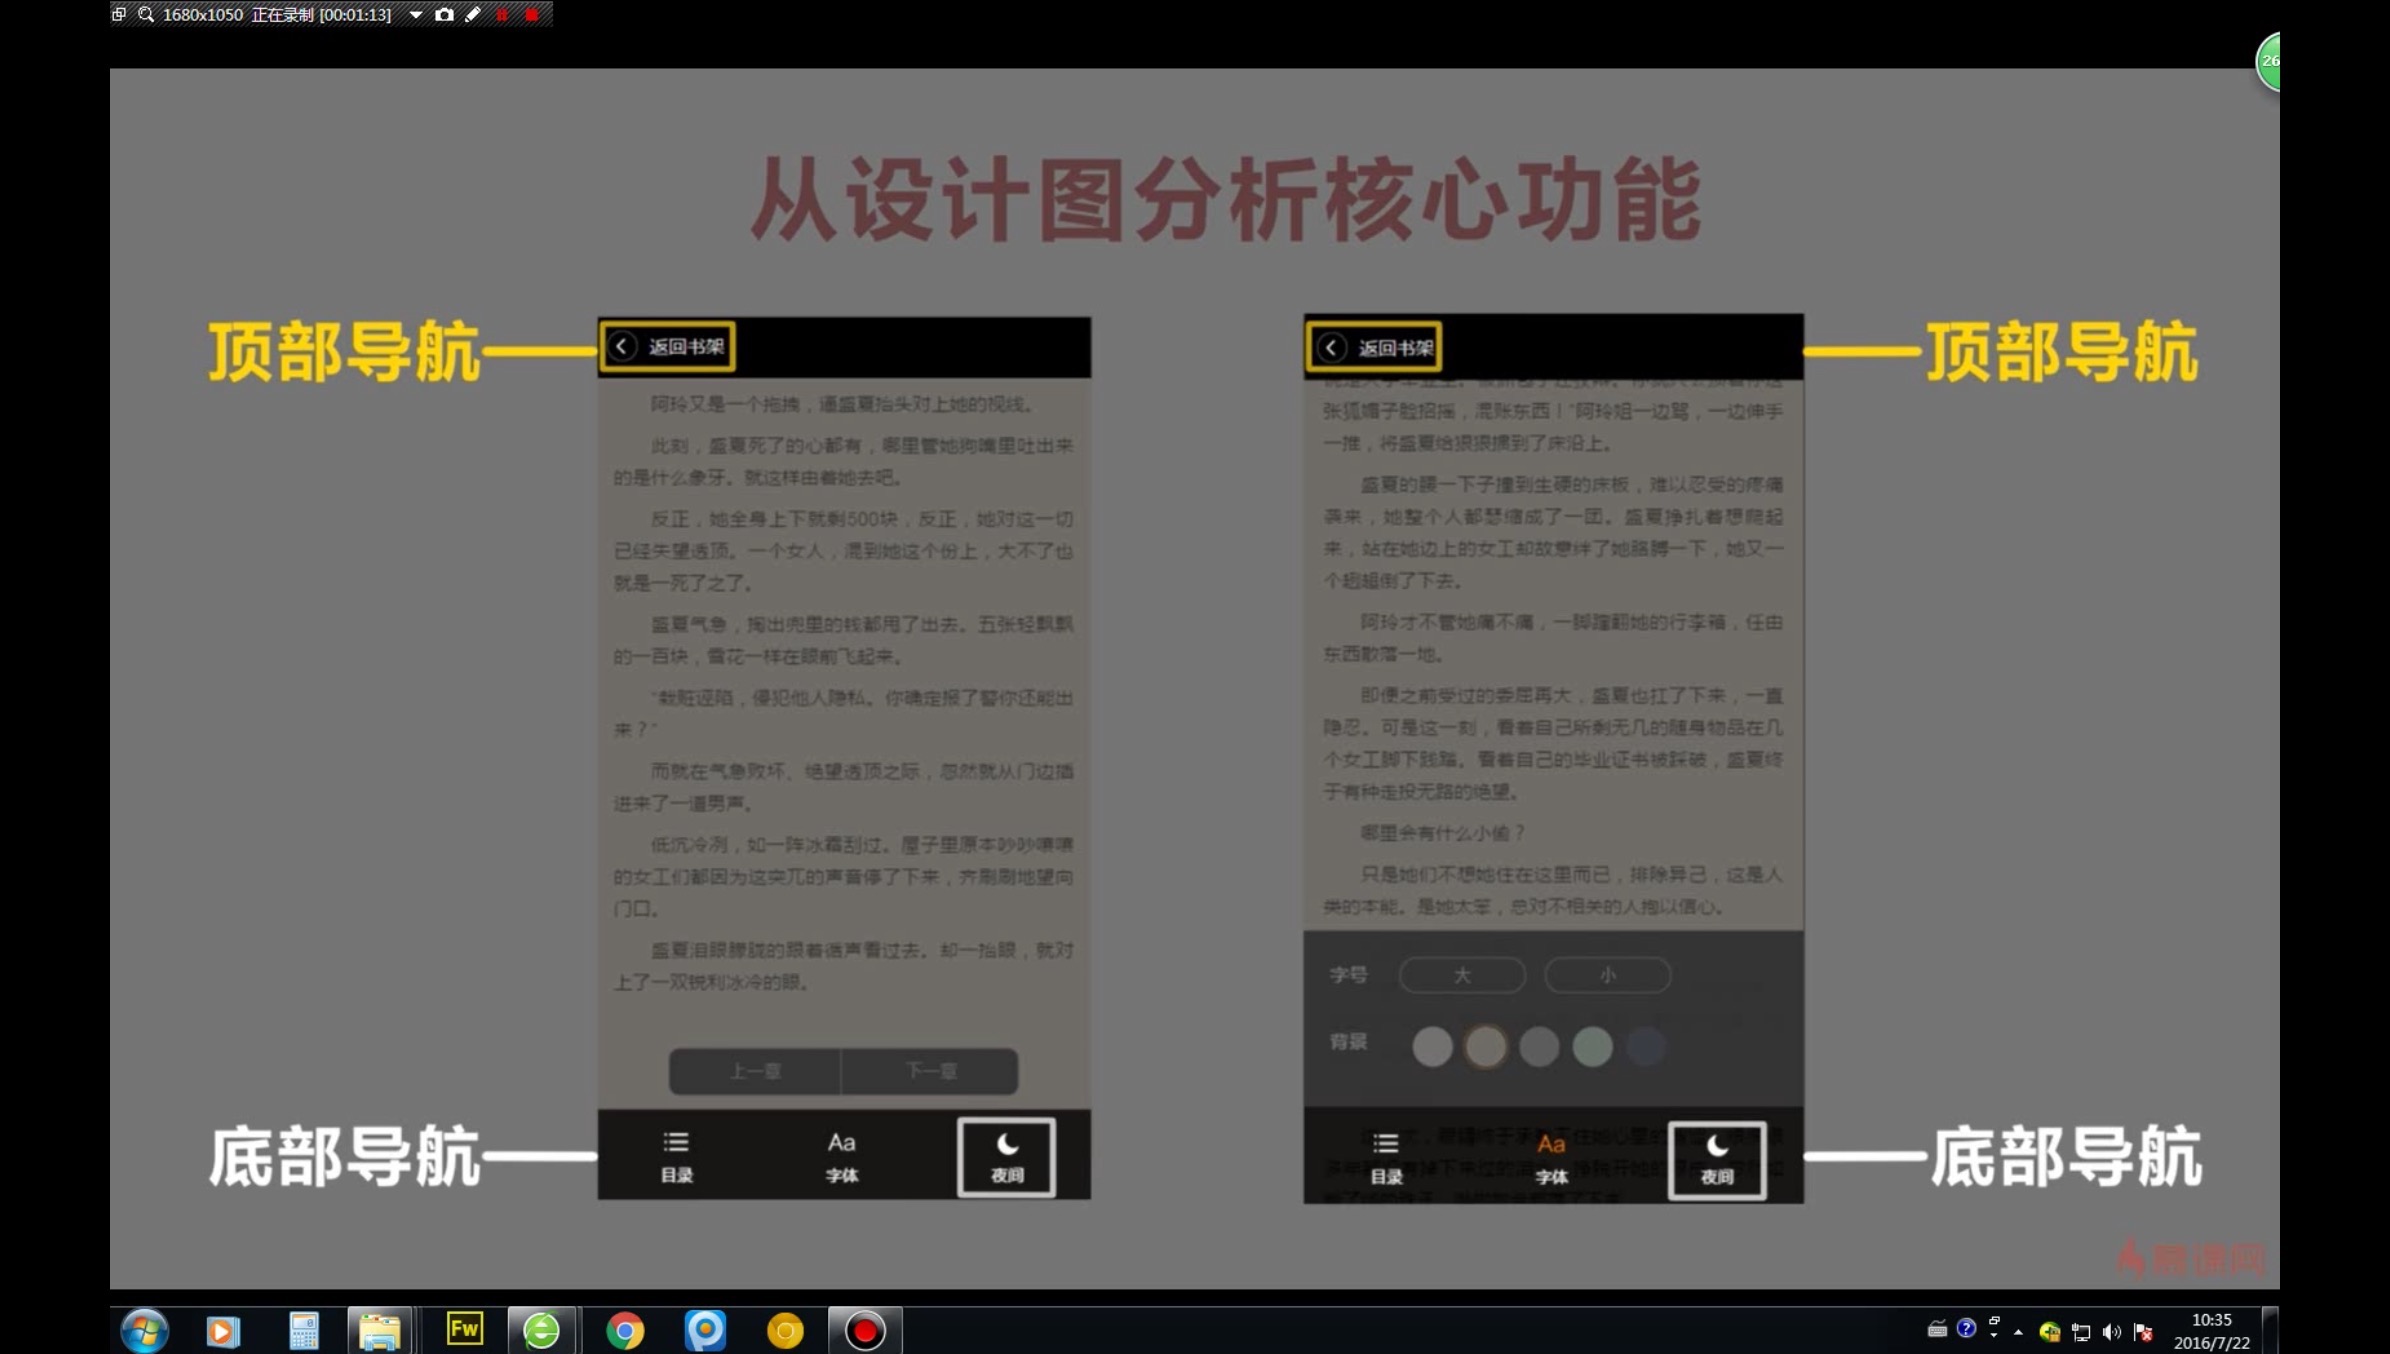 1680x1050 正在录制 [00:01:13]
26
从设计图分析核心功能
顶部导航
返回书架
阿玲又是一个拖拽，逼盛夏抬头对上她的视线。
此刻，盛夏死了的心都有，哪里管她狗嘴里吐出来
的是什么象牙。就这样由着她去吧。
反正，她全身上下就剩500块，反正，她对这一切
已经失望透顶。一个女人，混到她这个份上，大不了也
就是一死了之了。
盛夏气急，掏出兜里的钱都甩了出去。五张轻飘飘
的一百块，雪花一样在眼前飞起来。
“栽赃诬陷，侵犯他人隐私。你确定报了警你还能出
来？”
而就在气急败坏、绝望透顶之际，忽然就从门边插
进来了一道男声。
低沉冷冽，如一阵冰霜刮过。屋子里原本吵吵嚷嚷
的女工们都因为这突兀的声音停了下来，齐刷刷地望向
门口。
盛夏泪眼朦胧的跟着循声看过去。却一抬眼，就对
上了一双锐利冰冷的眼。
上一章 下一章
底部导航
目录
Aa
字体
夜间
返回书架
顶部导航
张狐媚子脸招摇，混账东西！”阿玲姐一边骂，一边伸手
一推，将盛夏给狠狠摁到了床沿上。
盛夏的腰一下子撞到生硬的床板，难以忍受的疼痛
袭来，她整个人都瑟缩成了一团。盛夏挣扎着想爬起
来，站在她边上的女工却故意绊了她胳膊一下，她又一
个趔趄倒了下去。
阿玲才不管她痛不痛，一脚踹翻她的行李箱，任由
东西散落一地。
即便之前受过的委屈再大，盛夏也扛了下来，一直
隐忍。可是这一刻，看着自己所剩无几的随身物品在几
个女工脚下践踏。看着自己的毕业证书被踩破，盛夏终
于有种走投无路的绝望。
哪里会有什么小偷？
只是她们不想她住在这里而已，排除异己，这是人
类的本能。是她太笨，总对不相关的人抱以信心。
字号 大 小
背景
目录
Aa
字体
夜间
底部导航
Fw
10:35
2016/7/22